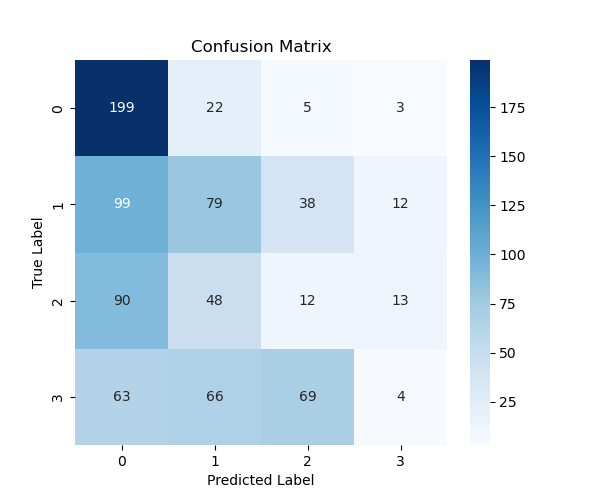 Confusion Matrix
0 199 22 5 3
1 99 79 38 12
2 90 48 12 13
3 63 66 69 4
0 1 2 3
True Label
Predicted Label
175
150
125
100
75
50
25